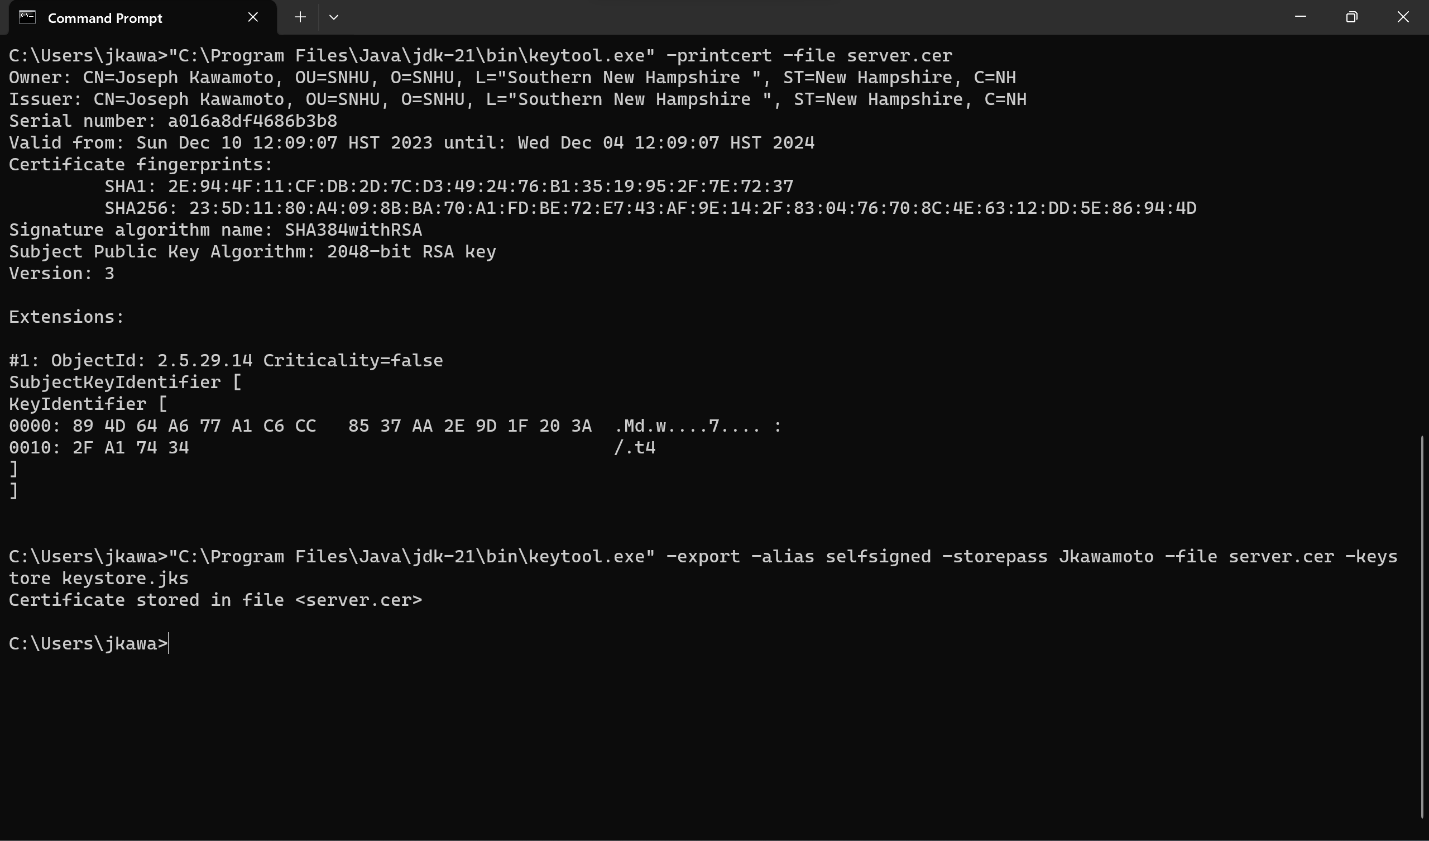 Command Prompt
C:\Users\jkawa>"C:\Program Files\Java\jdk-21\bin\keytool.exe" -printcert -file server.cer
Owner: CN=Joseph Kawamoto, OU=SNHU, O=SNHU, L="Southern New Hampshire ", ST=New Hampshire, C=NH
Issuer: CN=Joseph Kawamoto, OU=SNHU, O=SNHU, L="Southern New Hampshire ", ST=New Hampshire, C=NH
Serial number: a016a8df4686b3b8
Valid from: Sun Dec 10 12:09:07 HST 2023 until: Wed Dec 04 12:09:07 HST 2024
Certificate fingerprints:
         SHA1: 2E:94:4F:11:CF:DB:2D:7C:D3:49:24:76:B1:35:19:95:2F:7E:72:37
         SHA256: 23:5D:11:80:A4:09:8B:BA:70:A1:FD:BE:72:E7:43:AF:9E:14:2F:83:04:76:70:8C:4E:63:12:DD:5E:86:94:4D
Signature algorithm name: SHA384withRSA
Subject Public Key Algorithm: 2048-bit RSA key
Version: 3
Extensions:
#1: ObjectId: 2.5.29.14 Criticality=false
SubjectKeyIdentifier [
KeyIdentifier [
0000: 89 4D 64 A6 77 A1 C6 CC   85 37 AA 2E 9D 1F 20 3A  .Md.w....7.... :
0010: 2F A1 74 34                                        /.t4
]
]
C:\Users\jkawa>"C:\Program Files\Java\jdk-21\bin\keytool.exe" -export -alias selfsigned -storepass Jkawamoto -file server.cer -keys
tore keystore.jks
Certificate stored in file <server.cer>
C:\Users\jkawa>